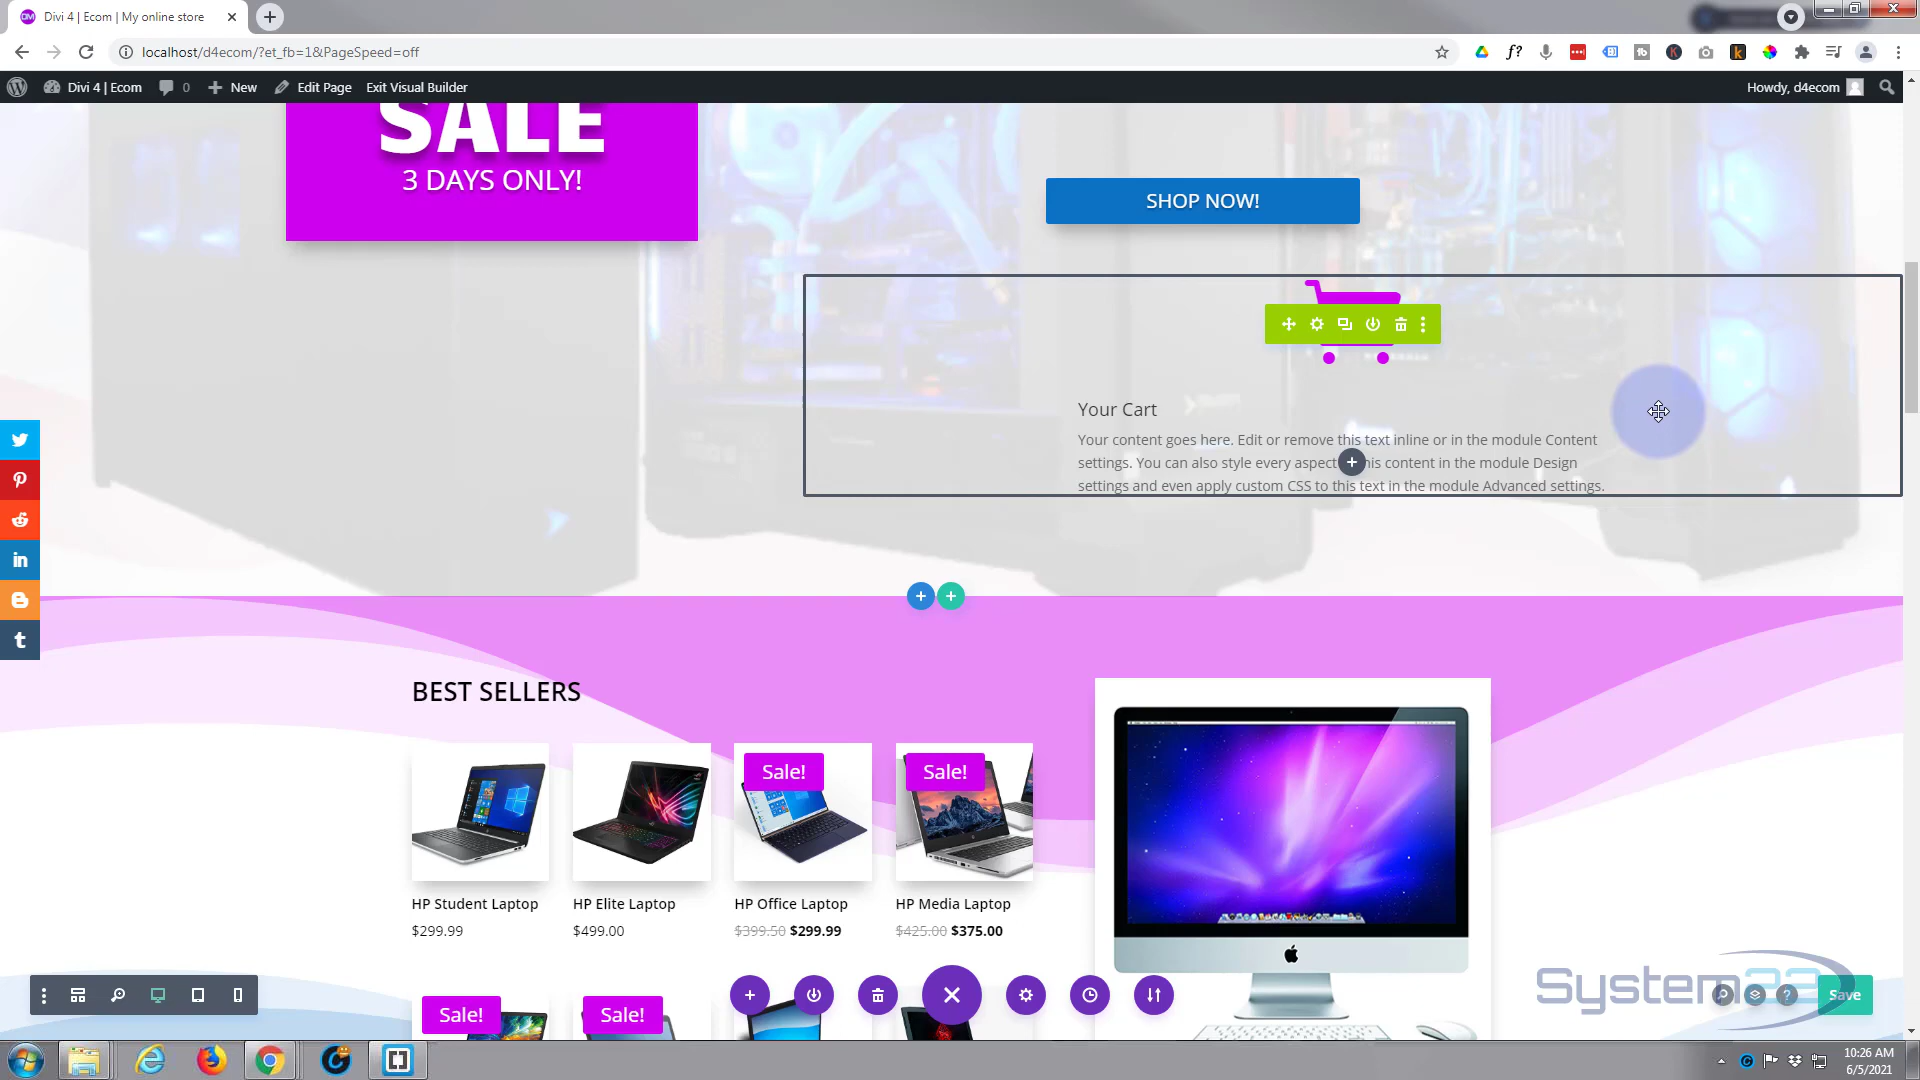 Divi 4 | Ecom | My online store
localhost/d4ecom/?et_fb=1&PageSpeed=off
Divi 4 | Ecom
0
New
Edit Page
Exit Visual Builder
Howdy, d4ecom
SALE
3 DAYS ONLY!
SHOP NOW!
Your Cart
Your content goes here. Edit or remove this text inline or in the module Content
settings. You can also style every aspect this content in the module Design
settings and even apply custom CSS to this text in the module Advanced settings.
BEST SELLERS
Sale!
Sale!
HP Student Laptop
$299.99
HP Elite Laptop
$499.00
HP Office Laptop
$399.50 $299.99
HP Media Laptop
$425.00 $375.00
Sale!
Sale!
System22
Save
10:26 AM
6/5/2021